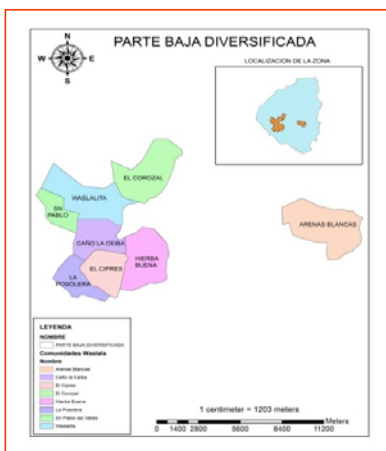 PARTE BAJA DIVERSIFICADA
N
W E
S
LOCALIZACION DE LA ZONA
EL COROZAL
WASLALITA
SN PABLO
CAÑO LA CEIBA
HIERBA BUENA
EL CIPRES
LA POSOLERA
ARENAS BLANCAS
LEYENDA
NOMBRE
PARTE BAJA DIVERSIFICADA
Comunidades Waslala
Nombre
Arenas Blancas
Caño la Ceiba
El Cipres
El Corozal
Hierba Buena
La Posolera
Sn Pablo las Vallas
Waslalita
1 centimeter = 1203 meters
Meters
0 1400 2800 5600 8400 11200